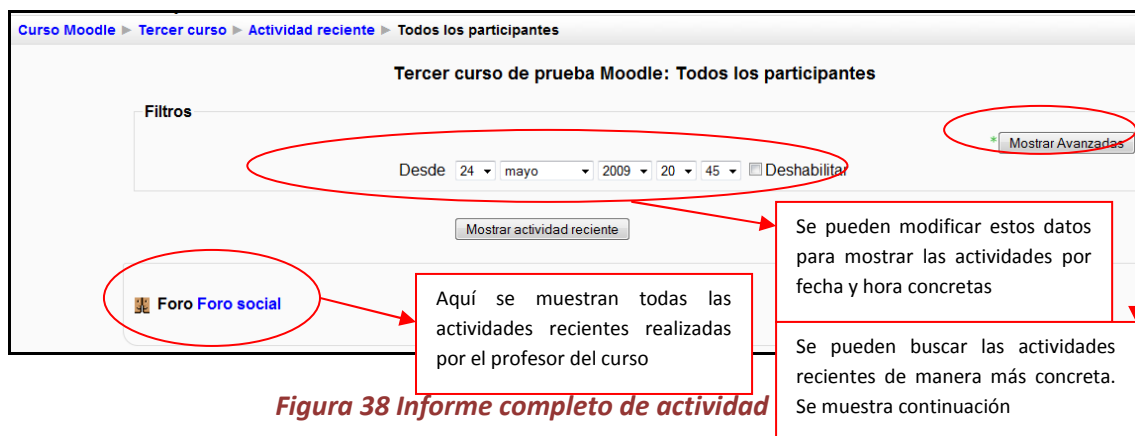 Curso Moodle ► Tercer curso ► Actividad reciente ► Todos los participantes
Tercer curso de prueba Moodle: Todos los participantes
Filtros
* Mostrar Avanzadas
Desde 24 mayo 2009 20 45 Deshabilitar
Mostrar actividad reciente
Se pueden modificar estos datos
para mostrar las actividades por
fecha y hora concretas
Foro Foro social
Aquí se muestran todas las
actividades recientes realizadas
por el profesor del curso
Se pueden buscar las actividades
recientes de manera más concreta.
Se muestra continuación
Figura 38 Informe completo de actividad